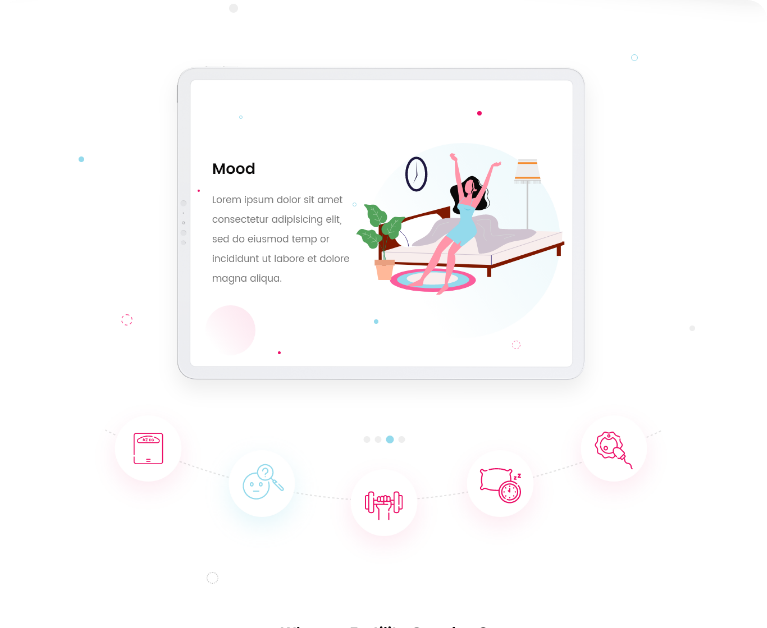 Mood
Lorem ipsum dolor sit amet
consectetur adipisicing elit,
sed do eiusmod temp or
incididunt ut labore et dolore
magna aliqua.